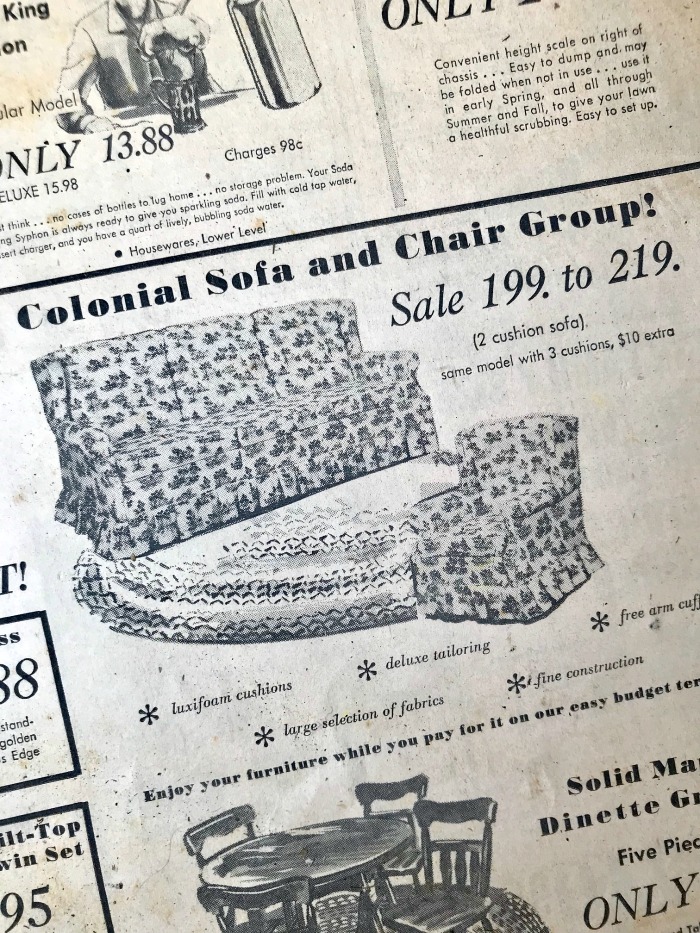 King
on
ular Model
ONLY 13.88
ELUXE 15.98
Charges 98c
t think . . . no cases of bottles to lug home . . . no storage problem. Your Soda
ng Syphon is always ready to give you sparkling soda. Fill with cold tap water,
sert charger, and you have a quart of lively, bubbling soda water.
• Housewares, Lower Level
ONLY
Convenient height scale on right of
chassis . . . Easy to dump and may
be folded when not in use . . . use it
in early Spring, and all through
Summer and Fall, to give your lawn
a healthful scrubbing. Easy to set up.
Colonial Sofa and Chair Group!
Sale 199. to 219.
(2 cushion sofa)
same model with 3 cushions, $10 extra
* free arm cuff
* deluxe tailoring
* fine construction
* luxifoam cushions
* large selection of fabrics
Enjoy your furniture while you pay for it on our easy budget ter
T!
ss
88
stand-
golden
s Edge
ilt-Top
win Set
95
Solid Ma
Dinette Gr
Five Piec
ONLY